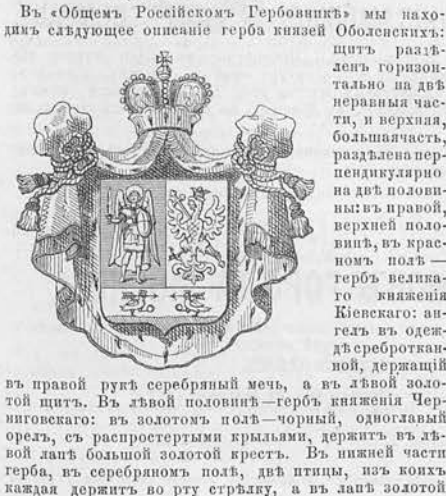 Въ «Общемъ Россійскомъ Гербовникѣ» мы нахо-
димъ слѣдующее описаніе герба князей Оболенскихъ:
щитъ раздѣ-
ленъ горизон-
тально на двѣ
неравныя час-
ти, и верхняя,
большаячасть,
раздѣлена пер-
пендикулярно
на двѣ полови-
ны: въ правой,
верхней поло-
винѣ, въ крас-
номъ полѣ —
гербъ велика-
го княженія
Кіевскаго: ан-
гелъ въ одеж-
дѣ среброткан-
ной, держащій
въ правой рукѣ серебряный мечъ, а въ лѣвой золо-
той щитъ. Въ лѣвой половинѣ—гербъ княженія Чер-
ниговскаго: въ золотомъ полѣ—чорный, одноглавый
орелъ, съ распростертыми крыльями, держитъ въ лѣ-
вой лапѣ большой золотой крестъ. Въ нижней части
герба, въ серебряномъ полѣ, двѣ птицы, изъ коихъ
каждая держитъ во рту стрѣлку, а въ лапѣ золотой